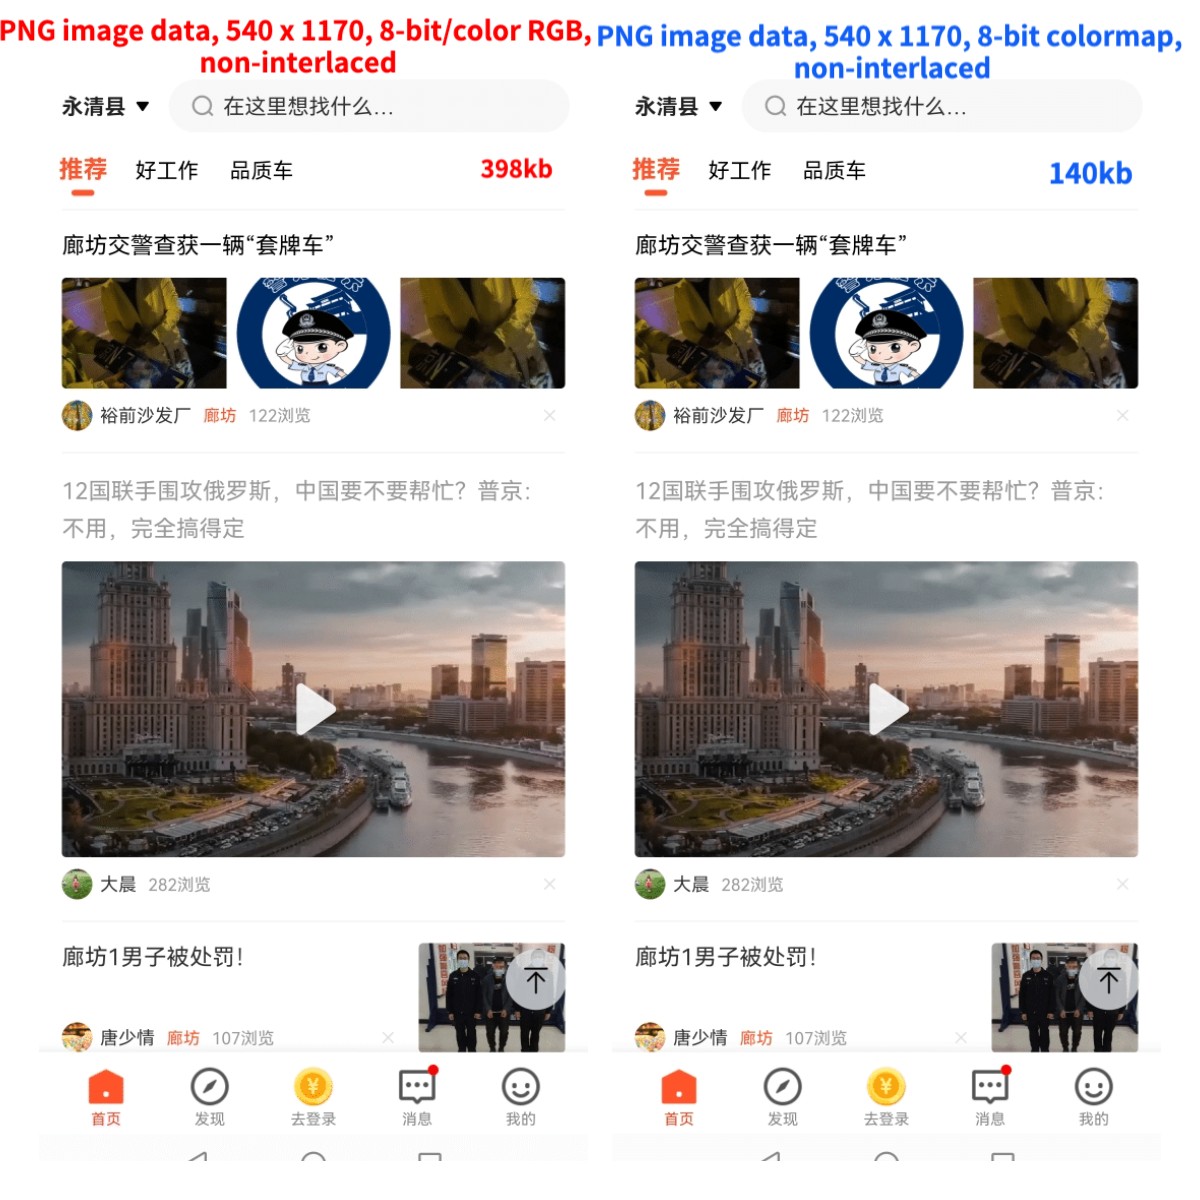 PNG image data, 540 x 1170, 8-bit/color RGB,
non-interlaced
永清县
在这里想找什么...
推荐 好工作 品质车
398kb
廊坊交警查获一辆“套牌车”
裕前沙发厂 廊坊 122浏览
12国联手围攻俄罗斯，中国要不要帮忙？普京：
不用，完全搞得定
大晨 282浏览
廊坊1男子被处罚！
唐少情 廊坊 107浏览
首页 发现 去登录 消息 我的
PNG image data, 540 x 1170, 8-bit colormap,
non-interlaced
永清县
在这里想找什么...
推荐 好工作 品质车
140kb
廊坊交警查获一辆“套牌车”
裕前沙发厂 廊坊 122浏览
12国联手围攻俄罗斯，中国要不要帮忙？普京：
不用，完全搞得定
大晨 282浏览
廊坊1男子被处罚！
唐少情 廊坊 107浏览
首页 发现 去登录 消息 我的